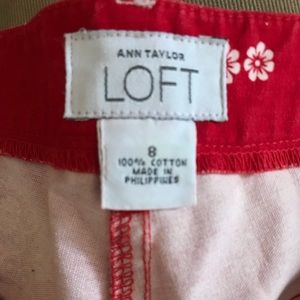 ANN TAYLOR
LOFT
8
100% COTTON
MADE IN
PHILIPPINES